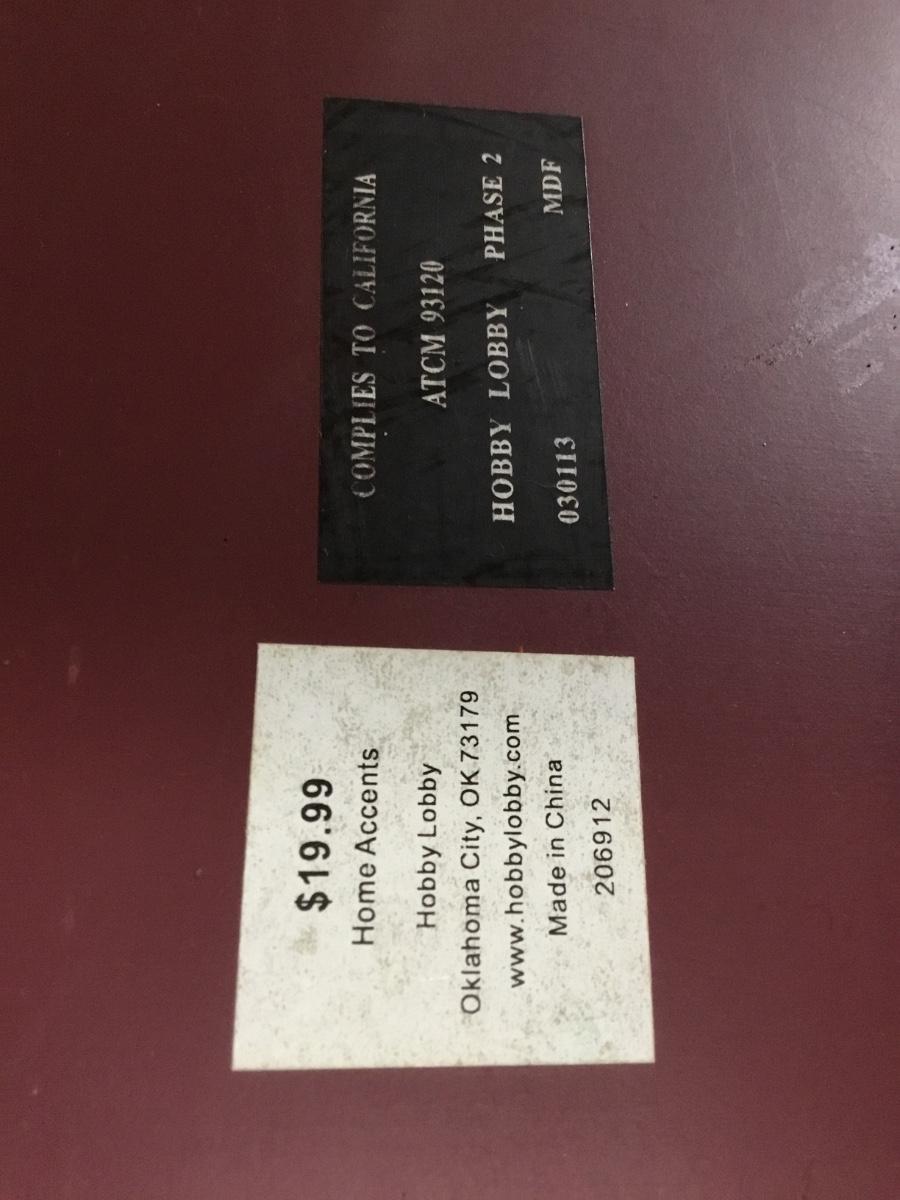 COMPLIES TO CALIFORNIA
ATCM 93120
HOBBY LOBBY PHASE 2
030113 MDF
$19.99
Home Accents
Hobby Lobby
Oklahoma City, OK 73179
www.hobbylobby.com
Made in China
206912